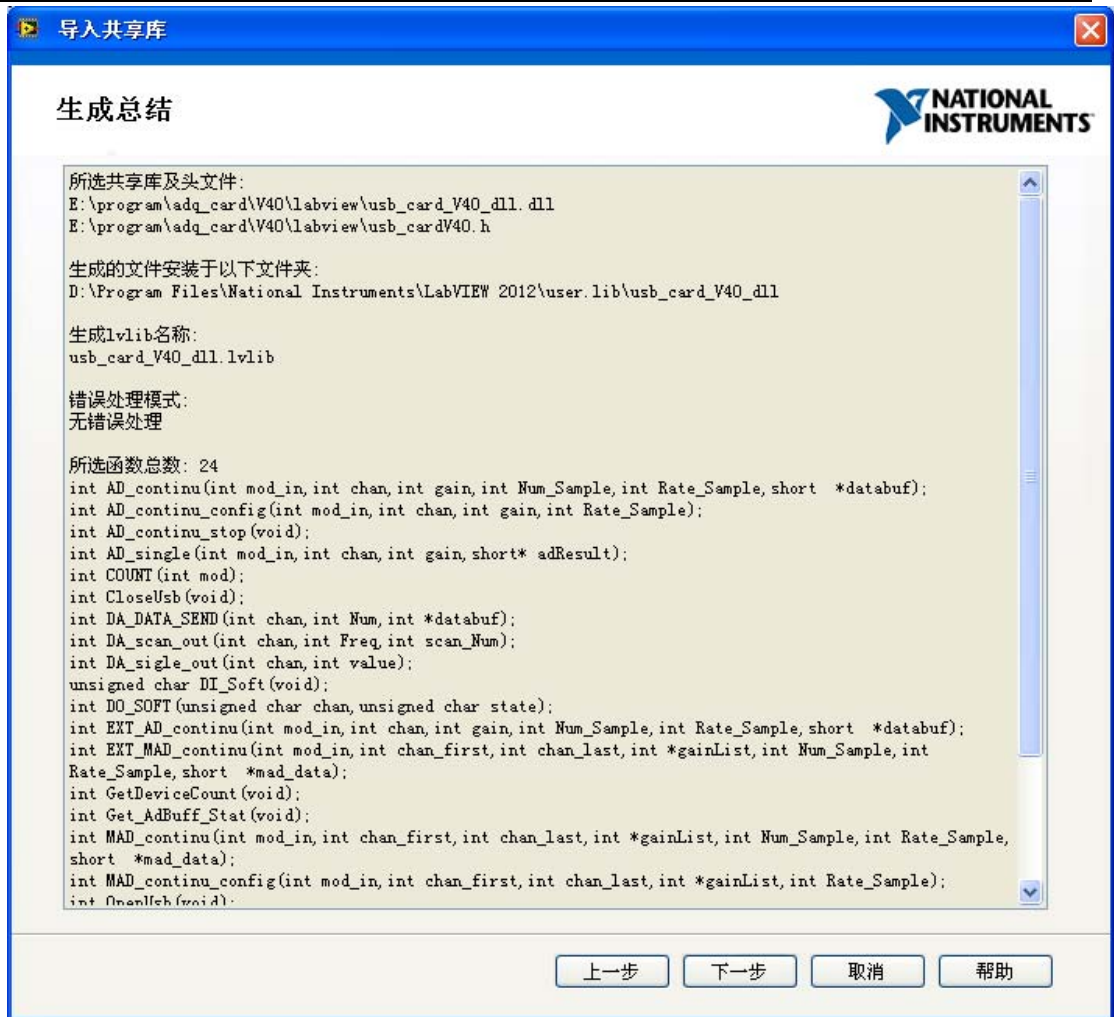 导入共享库
生成总结
NATIONAL
INSTRUMENTS
所选共享库及头文件:
E:\program\adq_card\V40\labview\usb_card_V40_dll.dll
E:\program\adq_card\V40\labview\usb_cardV40.h
生成的文件安装于以下文件夹:
D:\Program Files\National Instruments\LabVIEW 2012\user.lib\usb_card_V40_dll
生成lvlib名称:
usb_card_V40_dll.lvlib
错误处理模式:
无错误处理
所选函数总数: 24
int AD_continu(int mod_in,int chan,int gain,int Num_Sample,int Rate_Sample,short  *databuf);
int AD_continu_config(int mod_in,int chan,int gain,int Rate_Sample);
int AD_continu_stop(void);
int AD_single(int mod_in,int chan,int gain,short* adResult);
int COUNT(int mod);
int CloseUsb(void);
int DA_DATA_SEND(int chan,int Num,int *databuf);
int DA_scan_out(int chan,int Freq,int scan_Num);
int DA_sigle_out(int chan,int value);
unsigned char DI_Soft(void);
int DO_SOFT(unsigned char chan,unsigned char state);
int EXT_AD_continu(int mod_in,int chan,int gain,int Num_Sample,int Rate_Sample,short  *databuf);
int EXT_MAD_continu(int mod_in,int chan_first,int chan_last,int *gainList,int Num_Sample,int
Rate_Sample,short  *mad_data);
int GetDeviceCount(void);
int Get_AdBuff_Stat(void);
int MAD_continu(int mod_in,int chan_first,int chan_last,int *gainList,int Num_Sample,int Rate_Sample,
short  *mad_data);
int MAD_continu_config(int mod_in,int chan_first,int chan_last,int *gainList,int Rate_Sample);
int OpenUsb(void);
上一步
下一步
取消
帮助